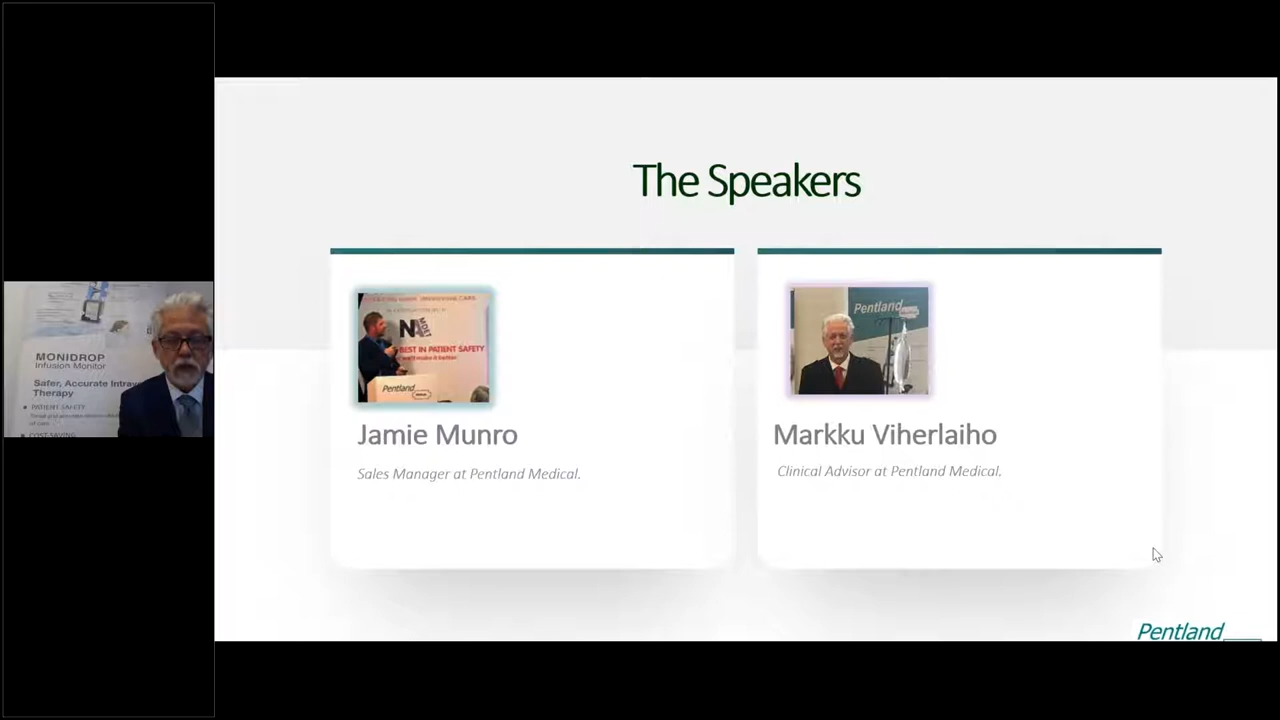 The Speakers
BEST IN PATIENT SAFETY
Pentland
Pentland
Jamie Munro
Markku Viherlaiho
Sales Manager at Pentland Medical.
Clinical Advisor at Pentland Medical.
MONIDROP
Infusion Monitor
Safer, Accurate
Therapy
PATIENT SAFETY
COST-SAVING
Pentland